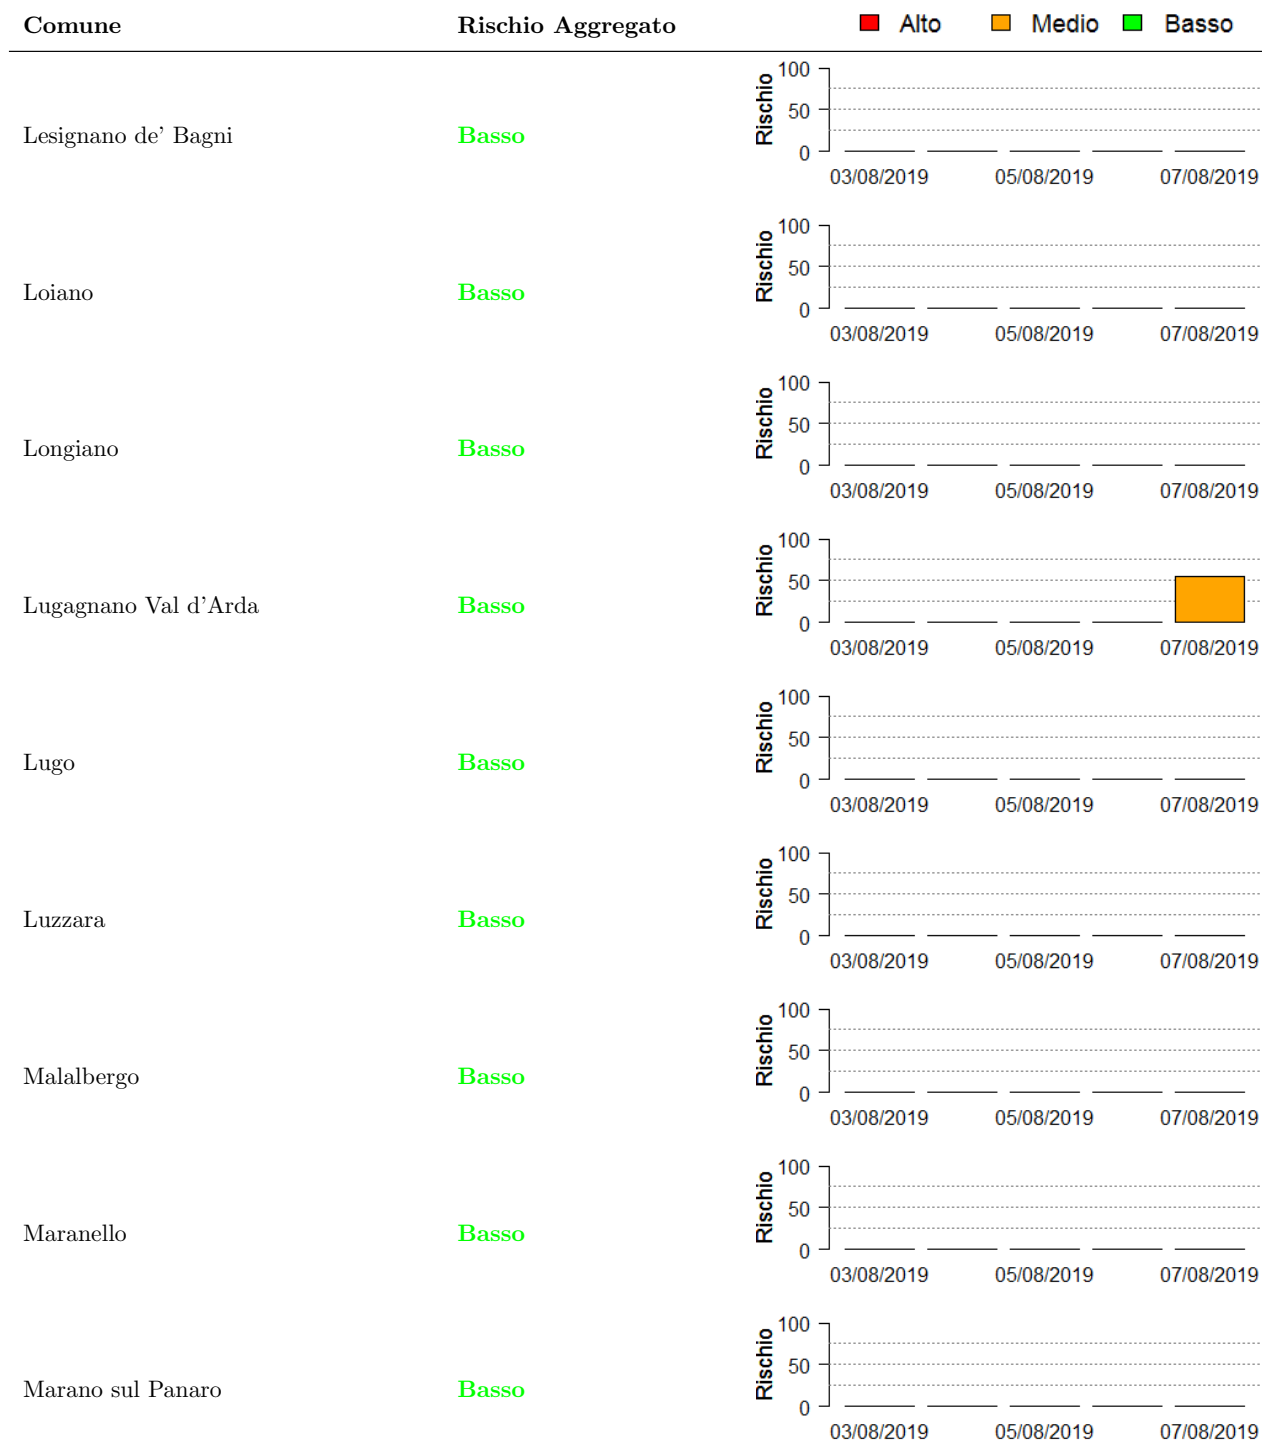 Comune Rischio Aggregato Alto Medio Basso
Lesignano de' Bagni Basso
Rischio
100
50
0
03/08/2019 05/08/2019 07/08/2019
Loiano Basso
Rischio
100
50
0
03/08/2019 05/08/2019 07/08/2019
Longiano Basso
Rischio
100
50
0
03/08/2019 05/08/2019 07/08/2019
Lugagnano Val d'Arda Basso
Rischio
100
50
0
03/08/2019 05/08/2019 07/08/2019
Lugo Basso
Rischio
100
50
0
03/08/2019 05/08/2019 07/08/2019
Luzzara Basso
Rischio
100
50
0
03/08/2019 05/08/2019 07/08/2019
Malalbergo Basso
Rischio
100
50
0
03/08/2019 05/08/2019 07/08/2019
Maranello Basso
Rischio
100
50
0
03/08/2019 05/08/2019 07/08/2019
Marano sul Panaro Basso
Rischio
100
50
0
03/08/2019 05/08/2019 07/08/2019